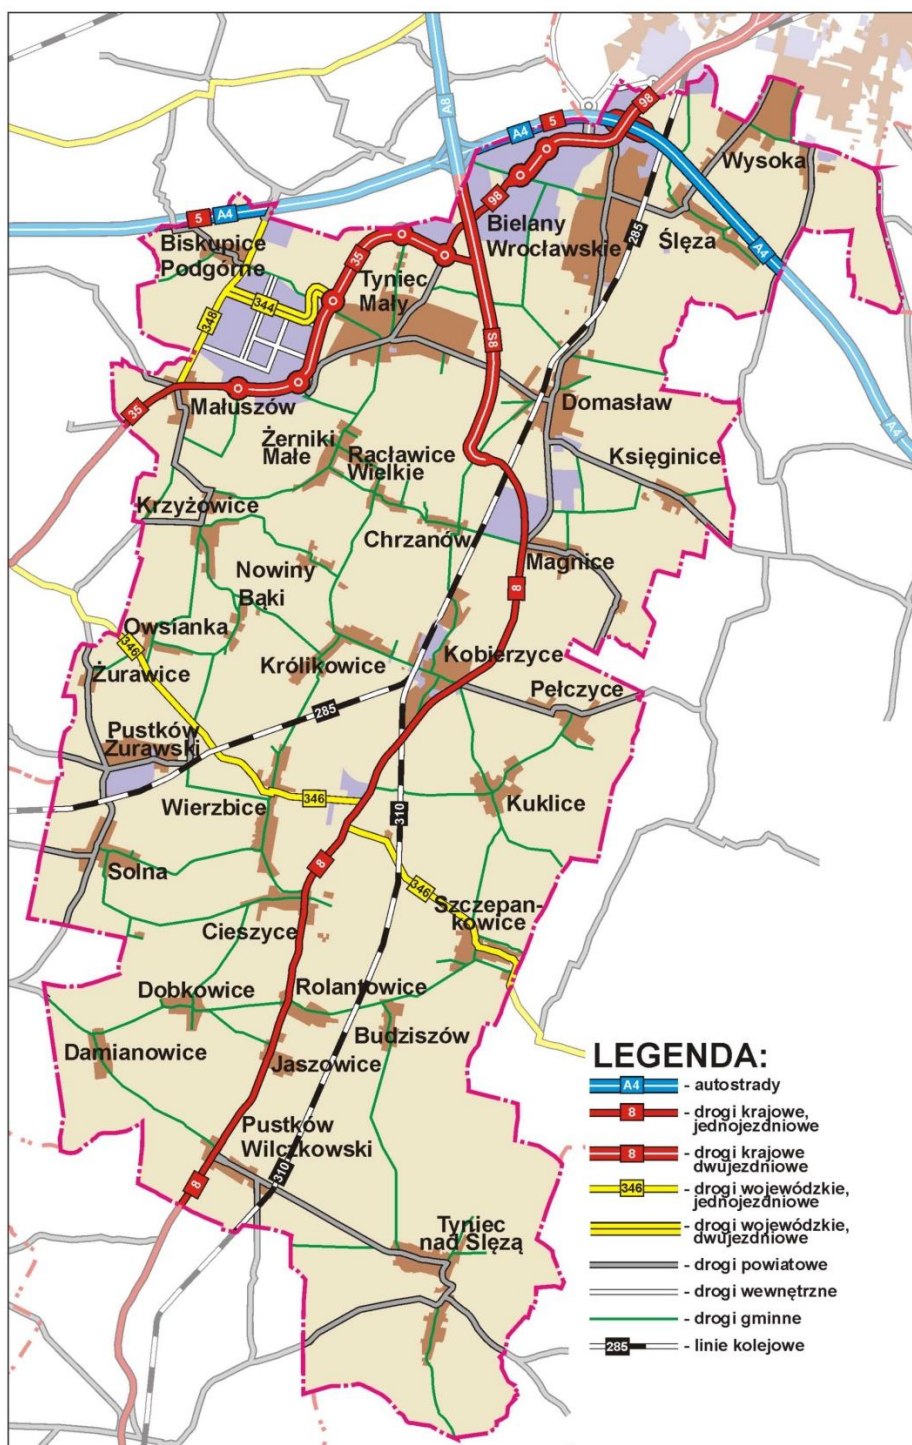 A8
98
A4
5
Wysoka
98
Bielany
Wrocławskie
285
Ślęza
5
A4
Biskupice
Podgórne
35
A4
Tyniec
Mały
344
348
S8
35
Małuszów
Domasław
A4
Żerniki
Małe
Racławice
Wielkie
Księginice
Krzyżowice
Chrzanów
Magnice
Nowiny
Bąki
8
Owsianka
346
Królikowice
Kobierzyce
Żurawice
Pełczyce
285
Pustków
Żurawski
Wierzbice
346
310
Kuklice
8
Solna
346
Szczepan-
kowice
Cieszyce
Dobkowice
Rolantowice
Budziszów
Damianowice
Jaszowice
Pustków
Wilczkowski
8
310
Tyniec
nad Ślęzą
LEGENDA:
A4 - autostrady
8 - drogi krajowe,
jednojezdniowe
8 - drogi krajowe
dwujezdniowe
346 - drogi wojewódzkie,
jednojezdniowe
- drogi wojewódzkie,
dwujezdniowe
- drogi powiatowe
- drogi wewnętrzne
- drogi gminne
285 - linie kolejowe